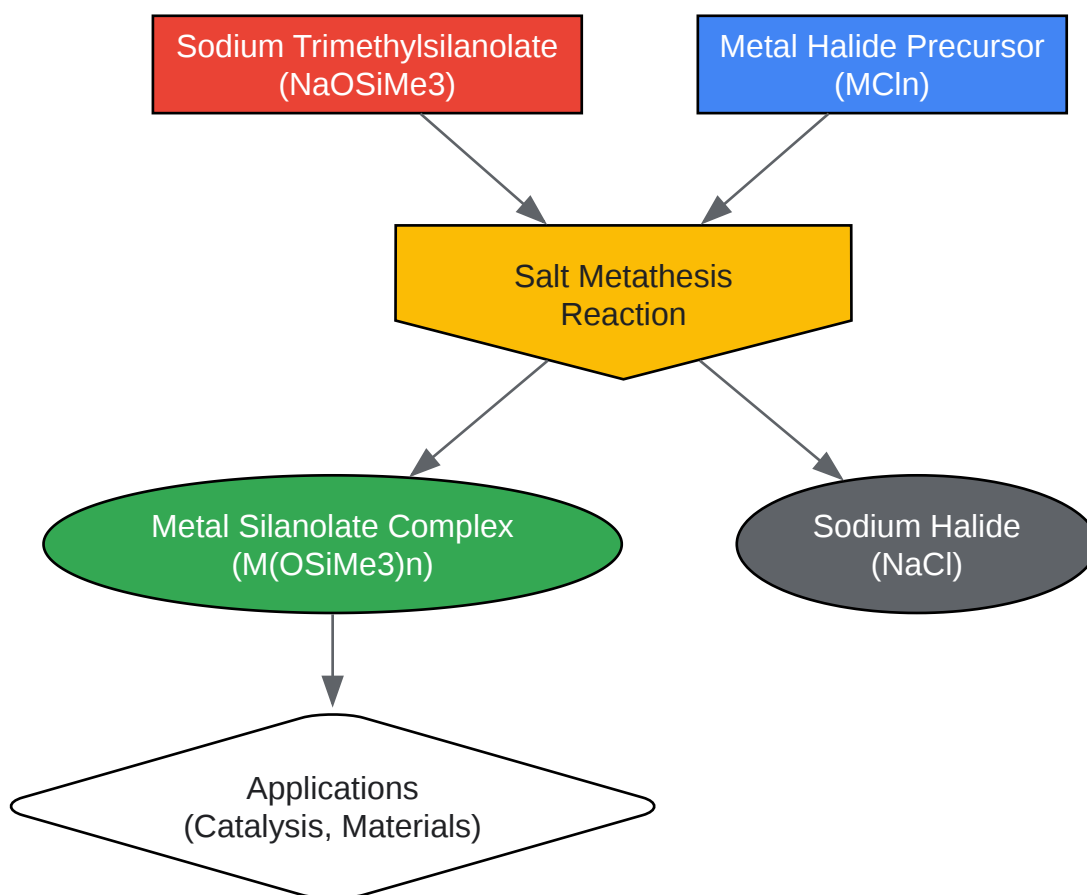 Sodium Trimethylsilanolate
(NaOSiMe3)
Metal Halide Precursor
(MCln)
Salt Metathesis
Reaction
Metal Silanolate Complex
(M(OSiMe3)n)
Sodium Halide
(NaCl)
Applications
(Catalysis, Materials)